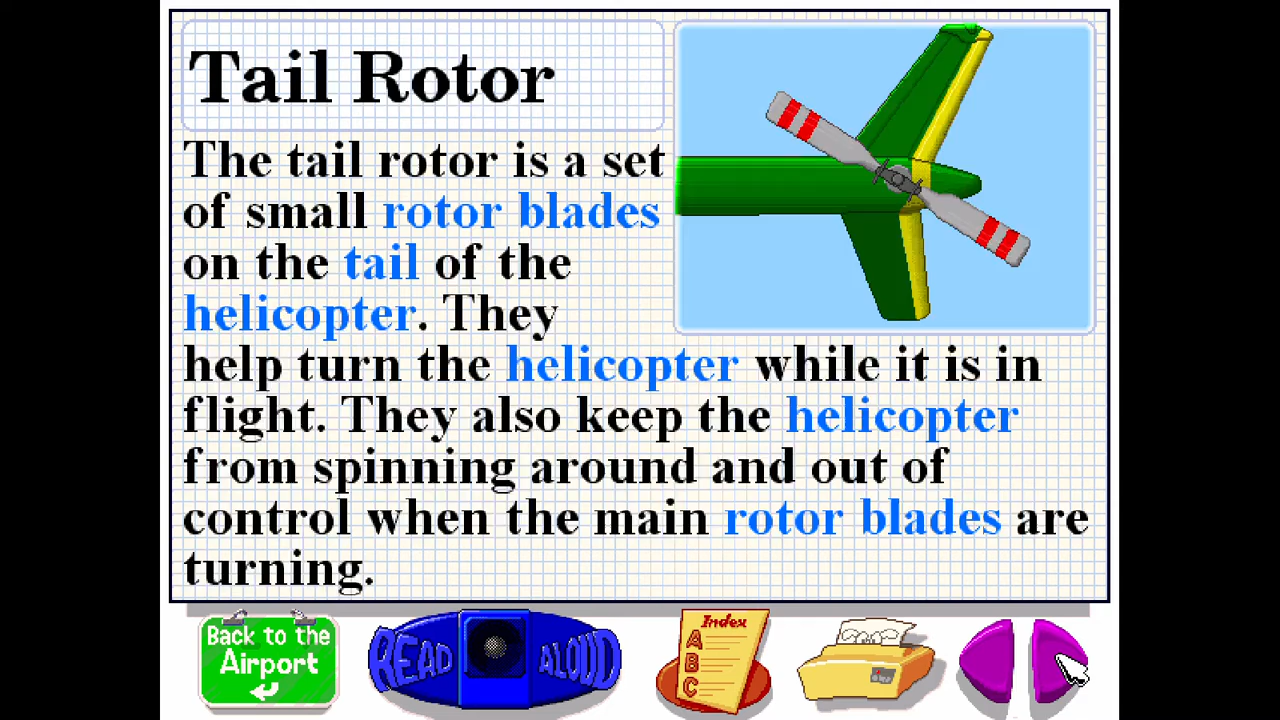 Tail Rotor
The tail rotor is a set
of small rotor blades
on the tail of the
helicopter. They
help turn the helicopter while it is in
flight. They also keep the helicopter
from spinning around and out of
control when the main rotor blades are
turning.
Back to the
Airport
READ ALOUD
Index
A
B
C